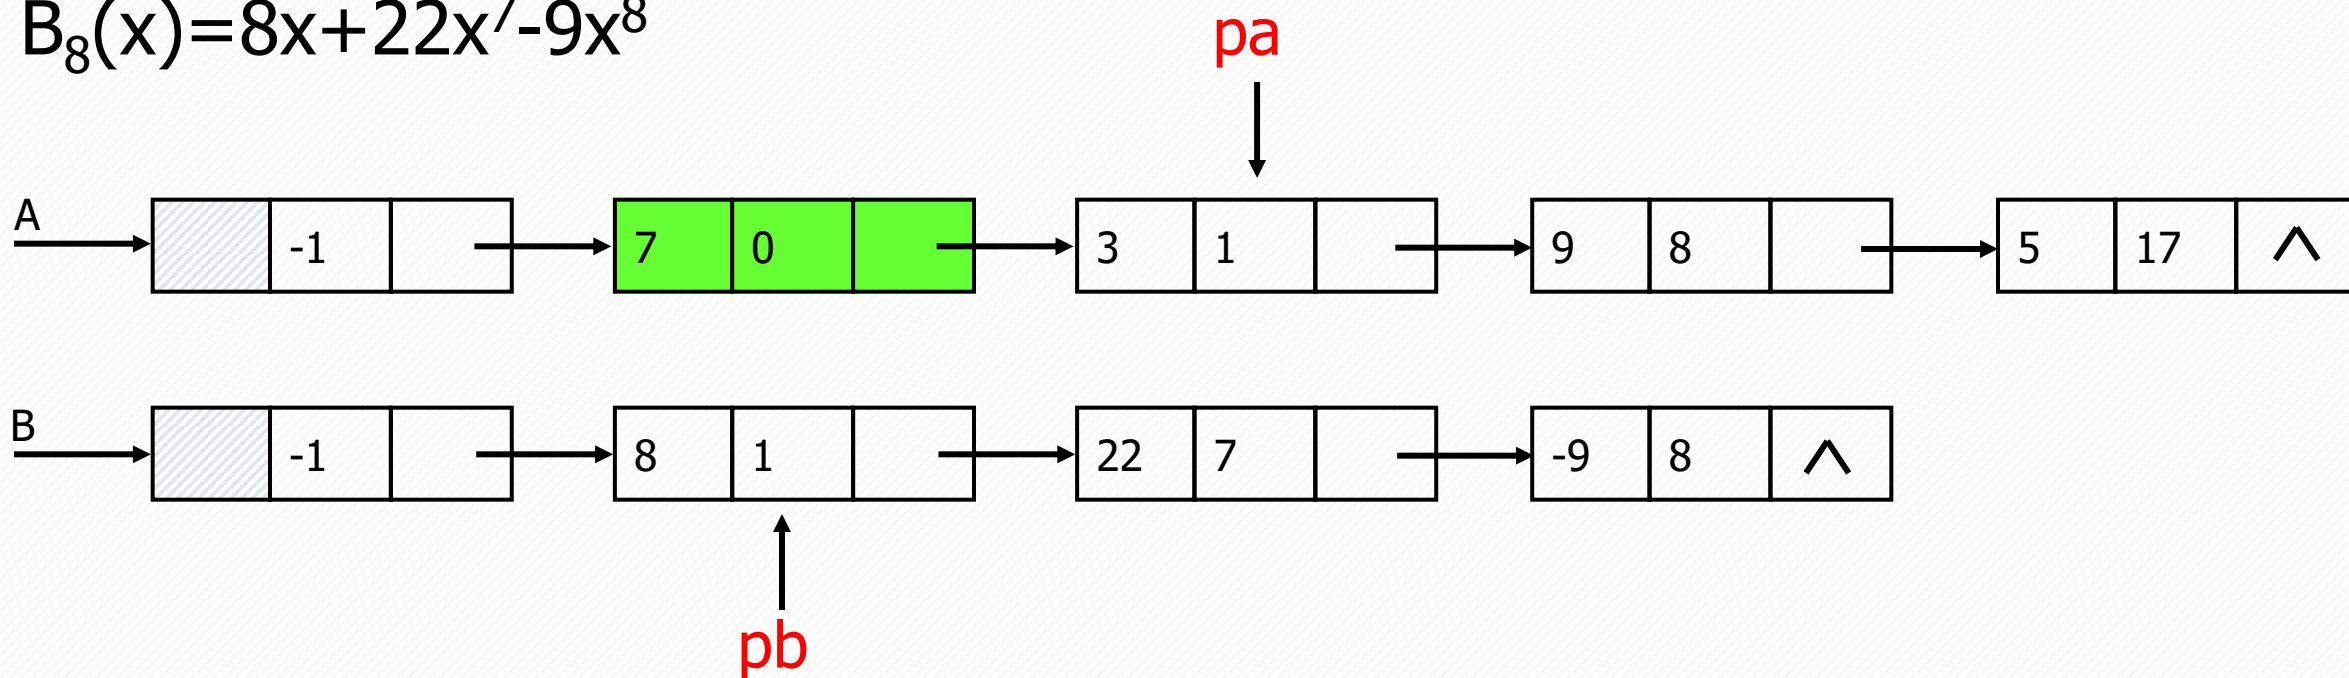 B₈(x)=8x+22x⁷-9x⁸
pa
A
-1 7 0 3 1 9 8 5 17 ∧
B
-1 8 1 22 7 -9 8 ∧
pb